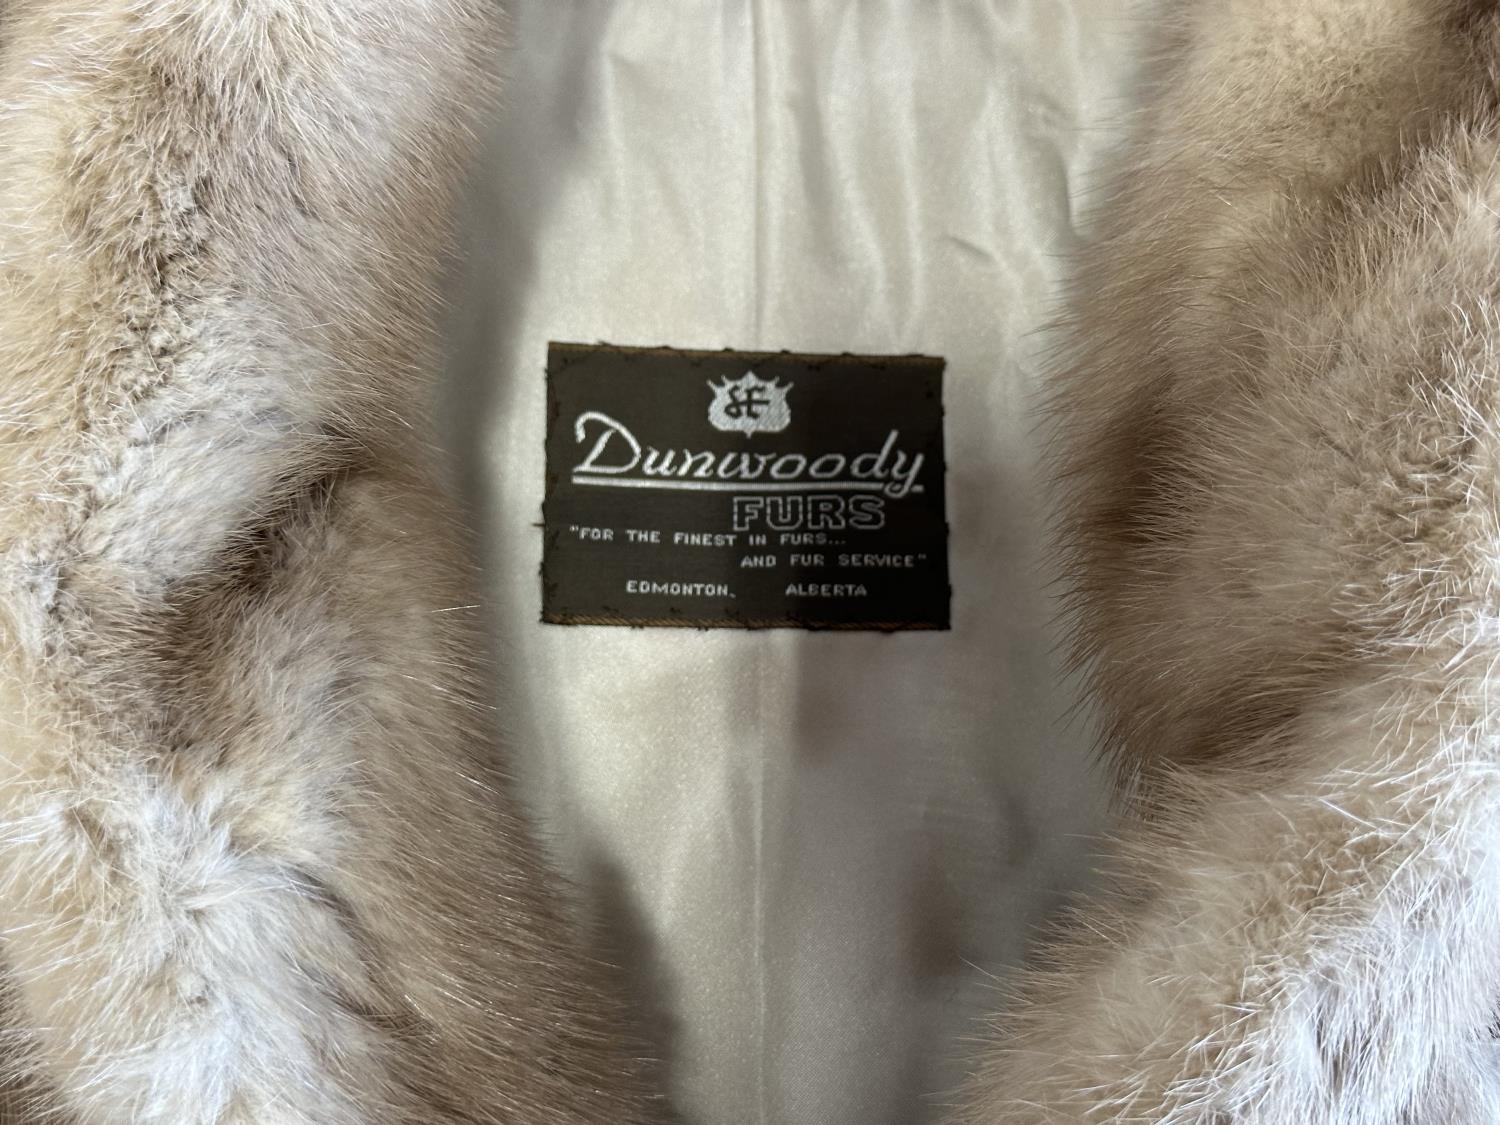 Dunwoody
FURS
"FOR THE FINEST IN FURS...
AND FUR SERVICE"
EDMONTON, ALBERTA